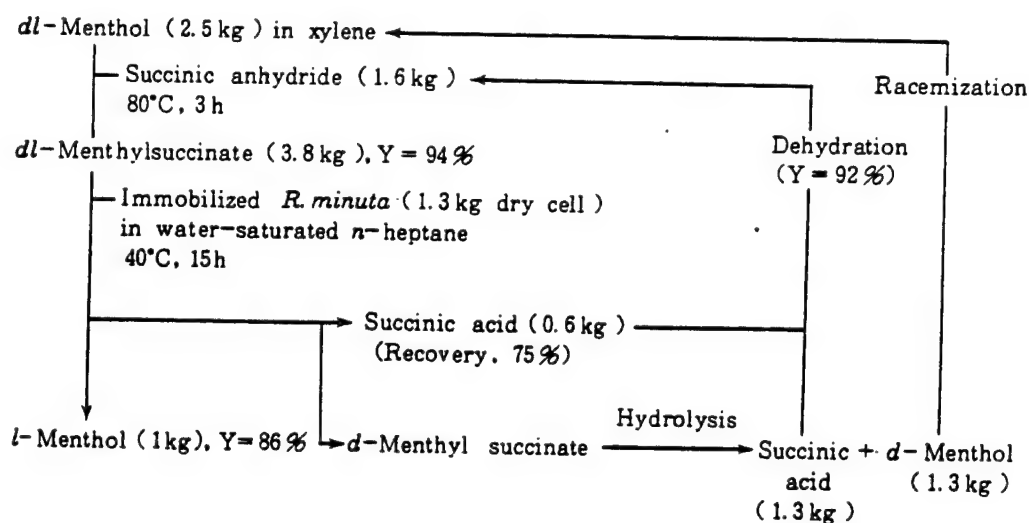 dl-Menthol (2.5 kg) in xylene
Succinic anhydride (1.6 kg)
80°C, 3 h
Racemization
dl-Menthylsuccinate (3.8 kg), Y = 94 %
Dehydration
(Y = 92 %)
Immobilized R. minuta (1.3 kg dry cell)
in water-saturated n-heptane
40°C, 15h
Succinic acid (0.6 kg)
(Recovery. 75 %)
l-Menthol (1 kg), Y= 86 %
d-Menthyl succinate
Hydrolysis
Succinic + d-Menthol
acid
(1.3 kg)
(1.3 kg)